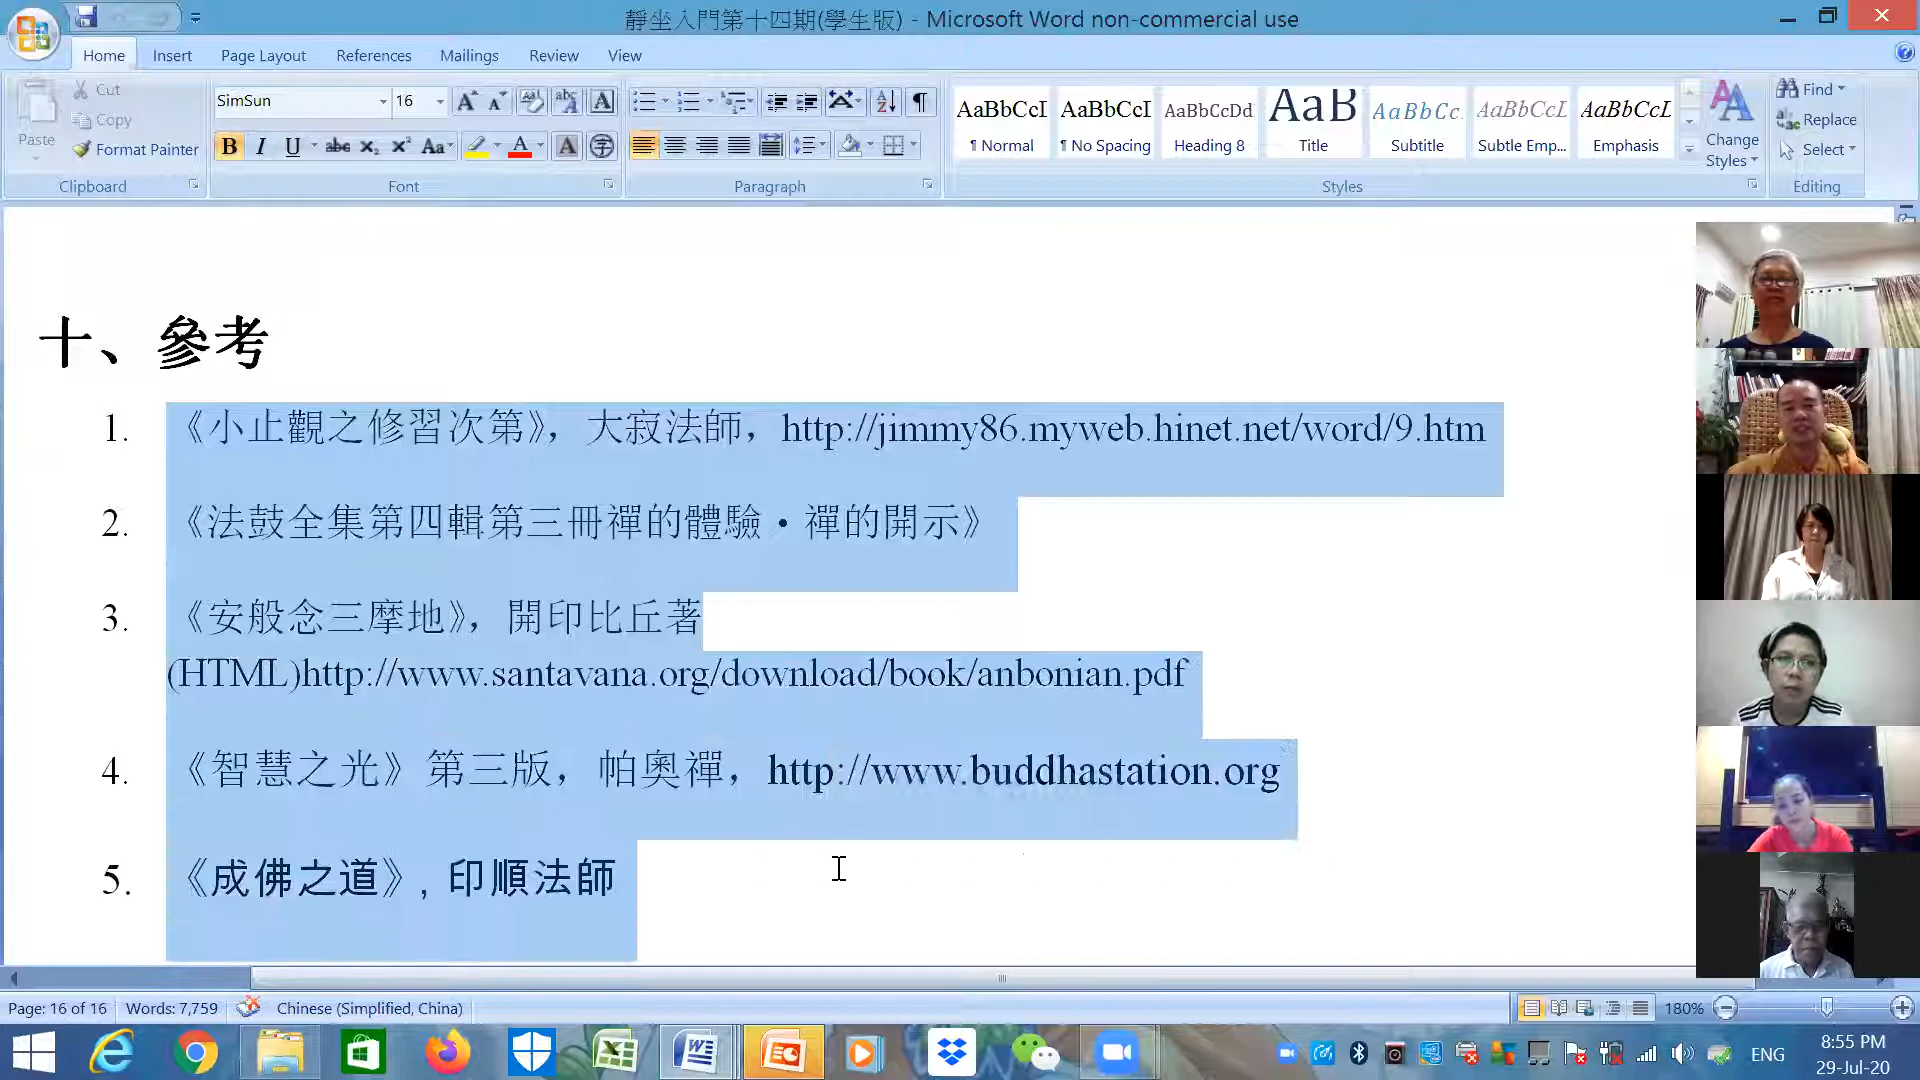 靜坐入門第十四期(學生版) - Microsoft Word non-commercial use
Home Insert Page Layout References Mailings Review View
Paste Cut Copy Format Painter Clipboard
SimSun 16 Font
Paragraph
AaBbCcI AaBbCcI AaBbCcDd AaB AaBbCc. AaBbCcL AaBbCcL
¶ Normal ¶ No Spacing Heading 8 Title Subtitle Subtle Emp... Emphasis
Change Styles Styles
Find Replace Select Editing
十、參考
1. 《小止觀之修習次第》，大寂法師，http://jimmy86.myweb.hinet.net/word/9.htm
2. 《法鼓全集第四輯第三冊禪的體驗•禪的開示》
3. 《安般念三摩地》，開印比丘著
(HTML)http://www.santavana.org/download/book/anbonian.pdf
4. 《智慧之光》第三版，帕奧禪，http://www.buddhastation.org
5. 《成佛之道》, 印順法師
Page: 16 of 16 Words: 7,759 Chinese (Simplified, China) 180%
ENG 8:55 PM
29-Jul-20